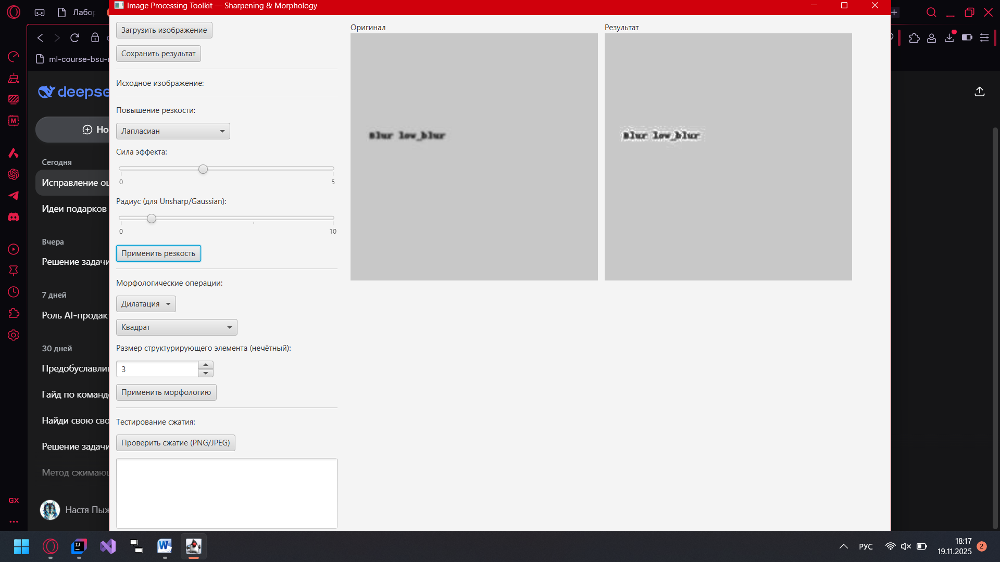 Image Processing Toolkit — Sharpening & Morphology
Лабо
ml-course-bsu-
deepse
Но
Сегодня
Исправление о
Идеи подарков
Вчера
Решение задачи
7 дней
Роль AI-продак
30 дней
Предобуславли
Гайд по команд
Найди свою сво
Решение задачи
Метод сжимаю
Настя Пыж
GX
Загрузить изображение
Сохранить результат
Исходное изображение:
Повышение резкости:
Лапласиан
Сила эффекта:
0 5
Радиус (для Unsharp/Gaussian):
0 10
Применить резкость
Морфологические операции:
Дилатация
Квадрат
Размер структурирующего элемента (нечётный):
3
Применить морфологию
Тестирование сжатия:
Проверить сжатие (PNG/JPEG)
Оригинал
Blur low_blur
Результат
Blur low_blur
РУС
18:17
19.11.2025
2